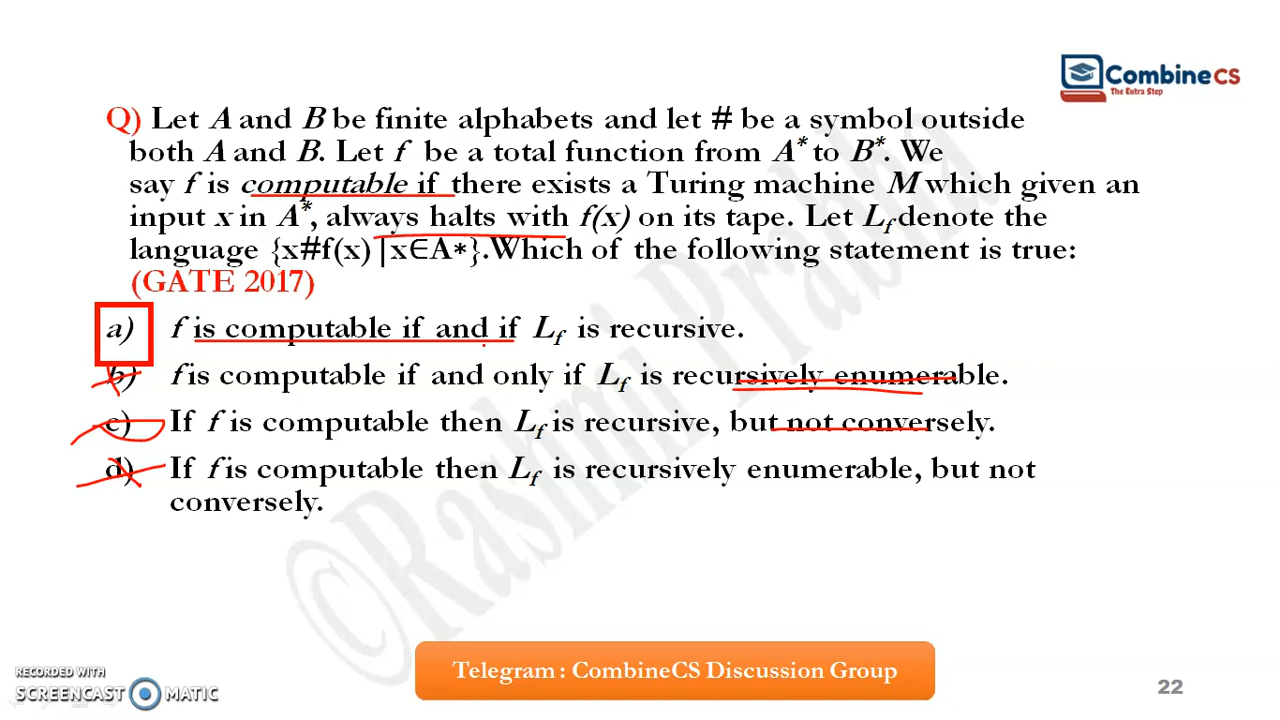 CombineCS
The Extra Step
Q) Let A and B be finite alphabets and let # be a symbol outside
both A and B. Let f be a total function from A* to B*. We
say f is computable if there exists a Turing machine M which given an
input x in A*, always halts with f(x) on its tape. Let Lf denote the
language {x#f(x)|x∈A∗}.Which of the following statement is true:
(GATE 2017)
a) f is computable if and if Lf is recursive.
b) f is computable if and only if Lf is recursively enumerable.
c) If f is computable then Lf is recursive, but not conversely.
d) If f is computable then Lf is recursively enumerable, but not
conversely.
©Rashmi Prabha
Telegram : CombineCS Discussion Group
RECORDED WITH
SCREENCAST MATIC
22